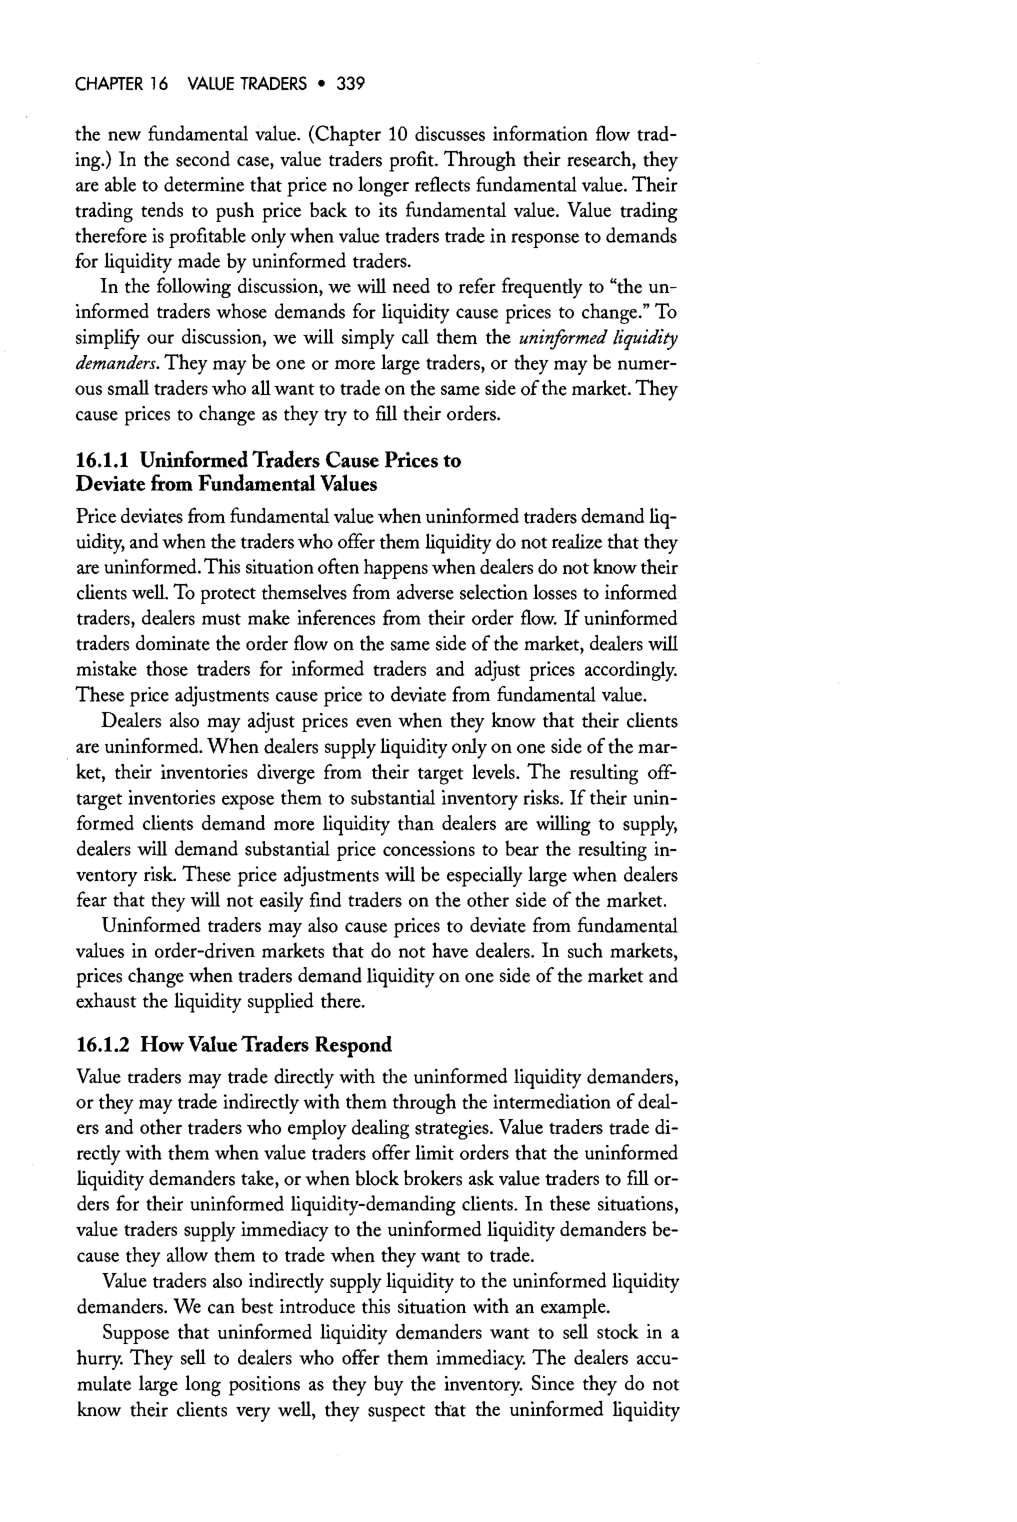 CHAPTER 16 VALUE TRADERS • 339
the new fundamental value. (Chapter 10 discusses information flow trad-
ing.) In the second case, value traders profit. Through their research, they
are able to determine that price no longer reflects fundamental value. Their
trading tends to push price back to its fundamental value. Value trading
therefore is profitable only when value traders trade in response to demands
for liquidity made by uninformed traders.
In the following discussion, we will need to refer frequently to “the un-
informed traders whose demands for liquidity cause prices to change.” To
simplify our discussion, we will simply call them the uninformed liquidity
demanders. They may be one or more large traders, or they may be numer-
ous small traders who all want to trade on the same side of the market. They
cause prices to change as they try to fill their orders.
16.1.1 Uninformed Traders Cause Prices to
Deviate from Fundamental Values
Price deviates from fundamental value when uninformed traders demand liq-
uidity, and when the traders who offer them liquidity do not realize that they
are uninformed. This situation often happens when dealers do not know their
clients well. To protect themselves from adverse selection losses to informed
traders, dealers must make inferences from their order flow. If uninformed
traders dominate the order flow on the same side of the market, dealers will
mistake those traders for informed traders and adjust prices accordingly.
These price adjustments cause price to deviate from fundamental value.
Dealers also may adjust prices even when they know that their clients
are uninformed. When dealers supply liquidity only on one side of the mar-
ket, their inventories diverge from their target levels. The resulting off-
target inventories expose them to substantial inventory risks. If their unin-
formed clients demand more liquidity than dealers are willing to supply,
dealers will demand substantial price concessions to bear the resulting in-
ventory risk. These price adjustments will be especially large when dealers
fear that they will not easily find traders on the other side of the market.
Uninformed traders may also cause prices to deviate from fundamental
values in order-driven markets that do not have dealers. In such markets,
prices change when traders demand liquidity on one side of the market and
exhaust the liquidity supplied there.
16.1.2 How Value Traders Respond
Value traders may trade directly with the uninformed liquidity demanders,
or they may trade indirectly with them through the intermediation of deal-
ers and other traders who employ dealing strategies. Value traders trade di-
rectly with them when value traders offer limit orders that the uninformed
liquidity demanders take, or when block brokers ask value traders to fill or-
ders for their uninformed liquidity-demanding clients. In these situations,
value traders supply immediacy to the uninformed liquidity demanders be-
cause they allow them to trade when they want to trade.
Value traders also indirectly supply liquidity to the uninformed liquidity
demanders. We can best introduce this situation with an example.
Suppose that uninformed liquidity demanders want to sell stock in a
hurry. They sell to dealers who offer them immediacy. The dealers accu-
mulate large long positions as they buy the inventory. Since they do not
know their clients very well, they suspect that the uninformed liquidity